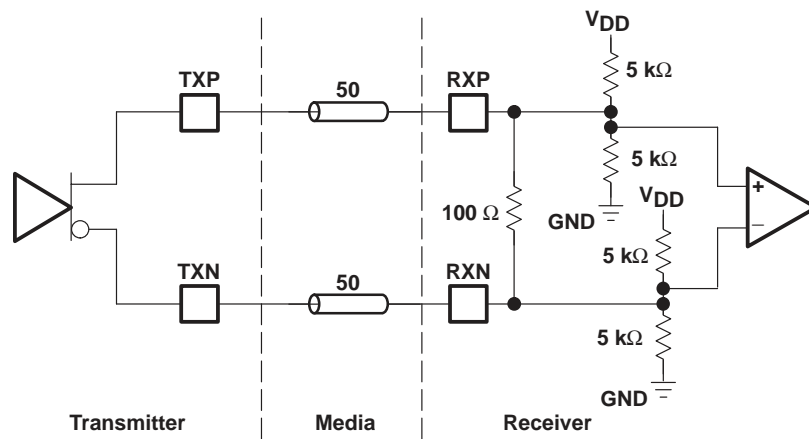 VDD
5 kΩ
TXP
50
RXP
5 kΩ
VDD
GND
100 Ω
+
−
TXN
50
RXN
5 kΩ
5 kΩ
GND
Transmitter
Media
Receiver